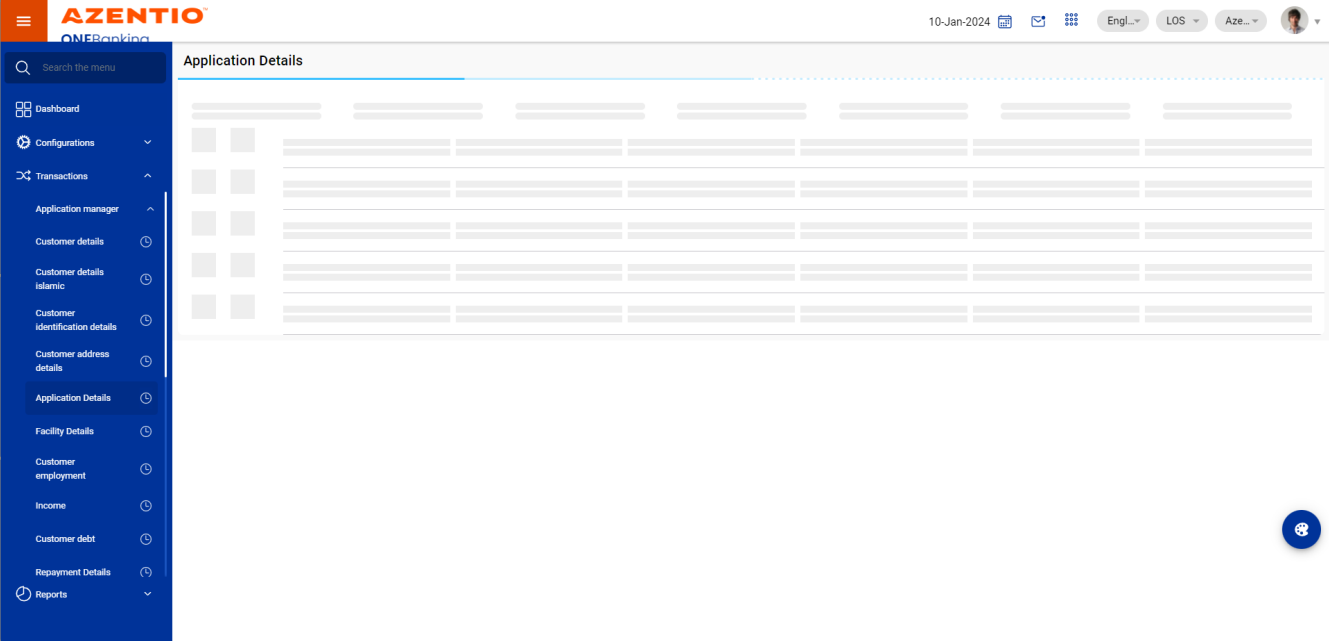 AZENTIO™
ONEBanking
10-Jan-2024
Engl...
LOS
Aze...
Search the menu
Application Details
Dashboard
Configurations
Transactions
Application manager
Customer details
Customer details
islamic
Customer
identification details
Customer address
details
Application Details
Facility Details
Customer
employment
Income
Customer debt
Repayment Details
Reports